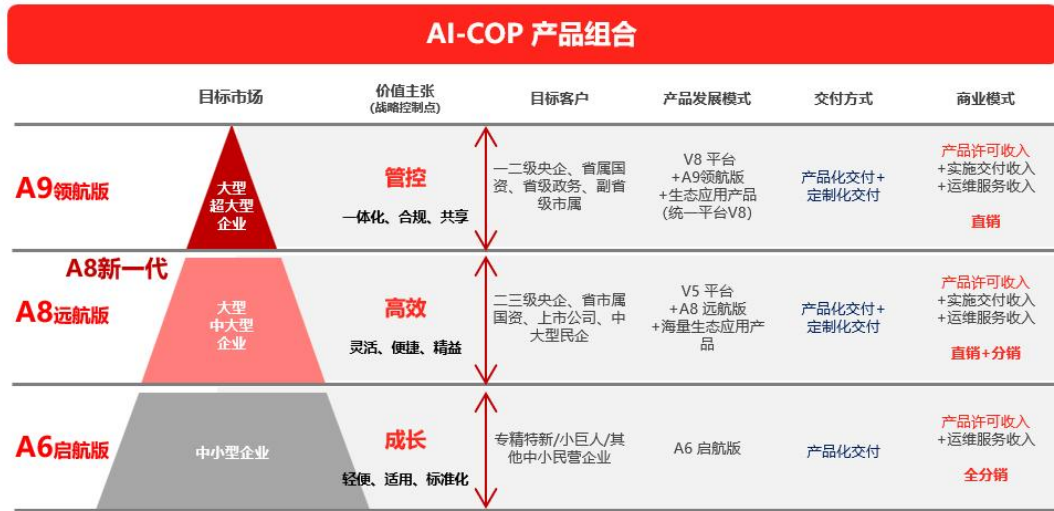 AI-COP 产品组合
目标市场
价值主张
(战略控制点)
目标客户
产品发展模式
交付方式
商业模式
A9领航版
大型
超大型
企业
管控
一体化、合规、共享
一二级央企、省属国
资、省级政务、副省
级市属
V8 平台
+A9领航版
+生态应用产品
(统一平台V8)
产品化交付+
定制化交付
产品许可收入
+实施交付收入
+运维服务收入
直销
A8新一代
A8远航版
大型
中大型
企业
高效
灵活、便捷、精益
二三级央企、省市属
国资、上市公司、中
大型民企
V5 平台
+A8 远航版
+海量生态应用产
品
产品化交付+
定制化交付
产品许可收入
+实施交付收入
+运维服务收入
直销+分销
A6启航版
中小型企业
成长
轻便、适用、标准化
专精特新/小巨人/其
他中小民营企业
A6 启航版
产品化交付
产品许可收入
+运维服务收入
全分销